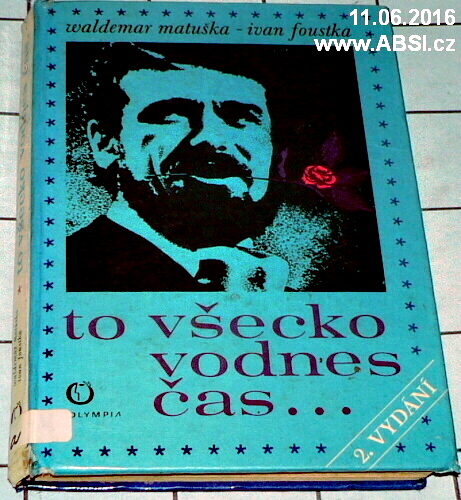 11.06.2016
www.ABSI.cz
waldemar matuška - ivan foustka
to všecko
vodnes
čas...
OLYMPIA
2. VYDÁNÍ